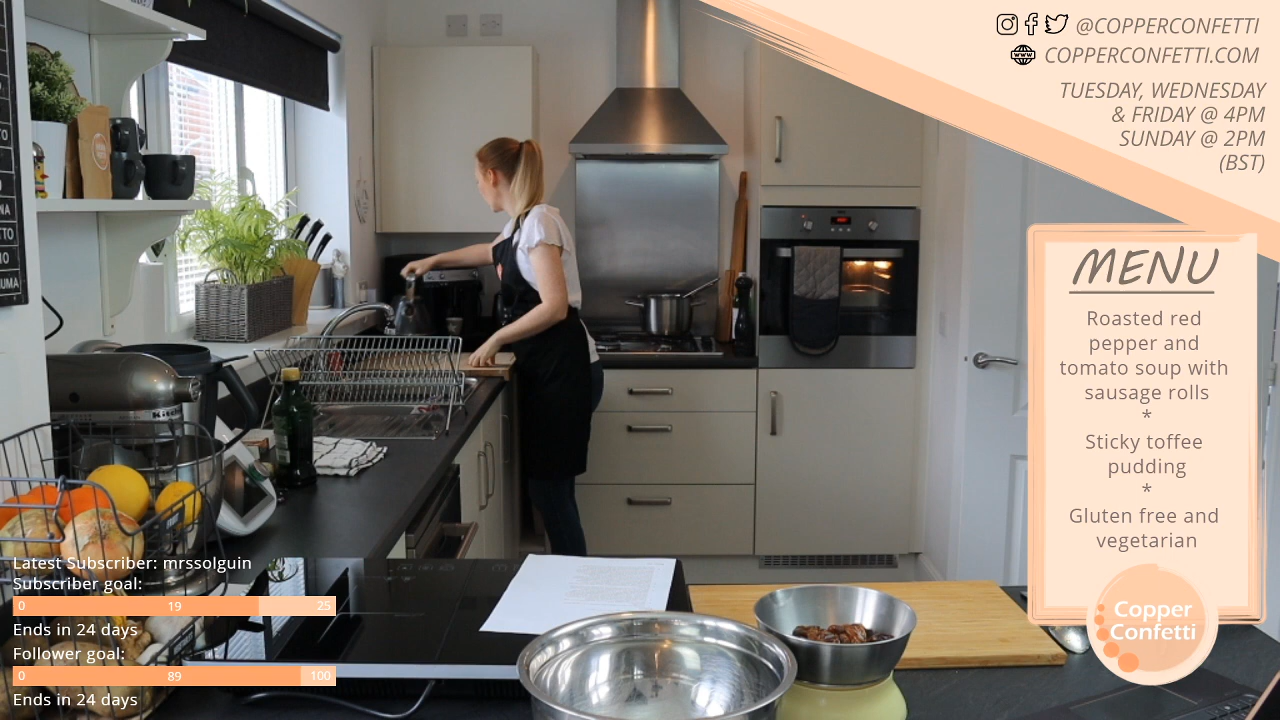 @COPPERCONFETTI
COPPERCONFETTI.COM
TUESDAY, WEDNESDAY
& FRIDAY @ 4PM
SUNDAY @ 2PM
(BST)
MENU
Roasted red
pepper and
tomato soup with
sausage rolls
*
Sticky toffee
pudding
*
Gluten free and
vegetarian
Copper
Confetti
Latest Subscriber: mrssolguin
Subscriber goal:
0 19 25
Ends in 24 days
Follower goal:
0 89 100
Ends in 24 days